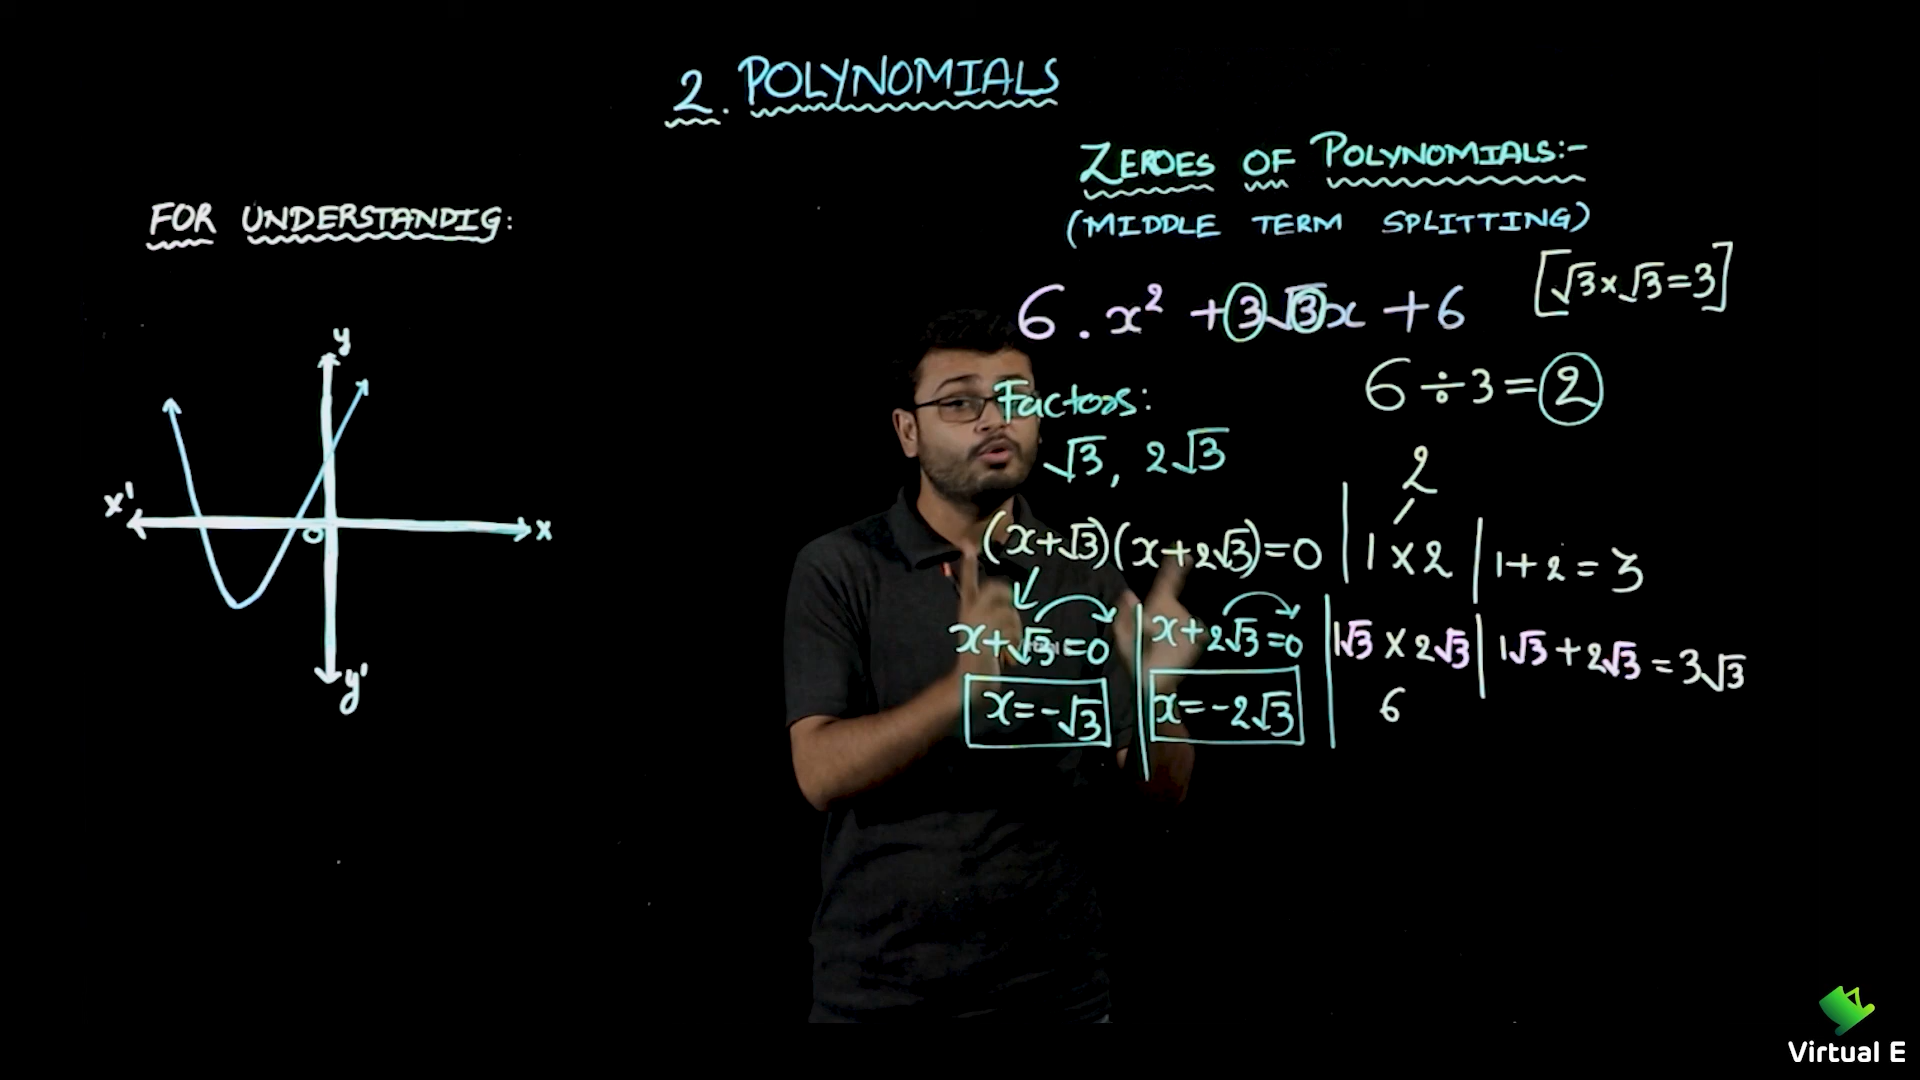 2. POLYNOMIALS
FOR UNDERSTANDIG:
y
x'
O
x
y'
ZEROES OF POLYNOMIALS:-
(MIDDLE TERM SPLITTING)
6. x² + 3√3x + 6
[√3×√3=3]
6 ÷ 3 = 2
Factors:
√3, 2√3
2
(x+√3)(x+2√3)=0 | 1 × 2 | 1 + 2 = 3
x+√3=0 | x+2√3=0 | 1√3 × 2√3 | 1√3 + 2√3 = 3√3
x=-√3 | x=-2√3 | 6
Virtual E